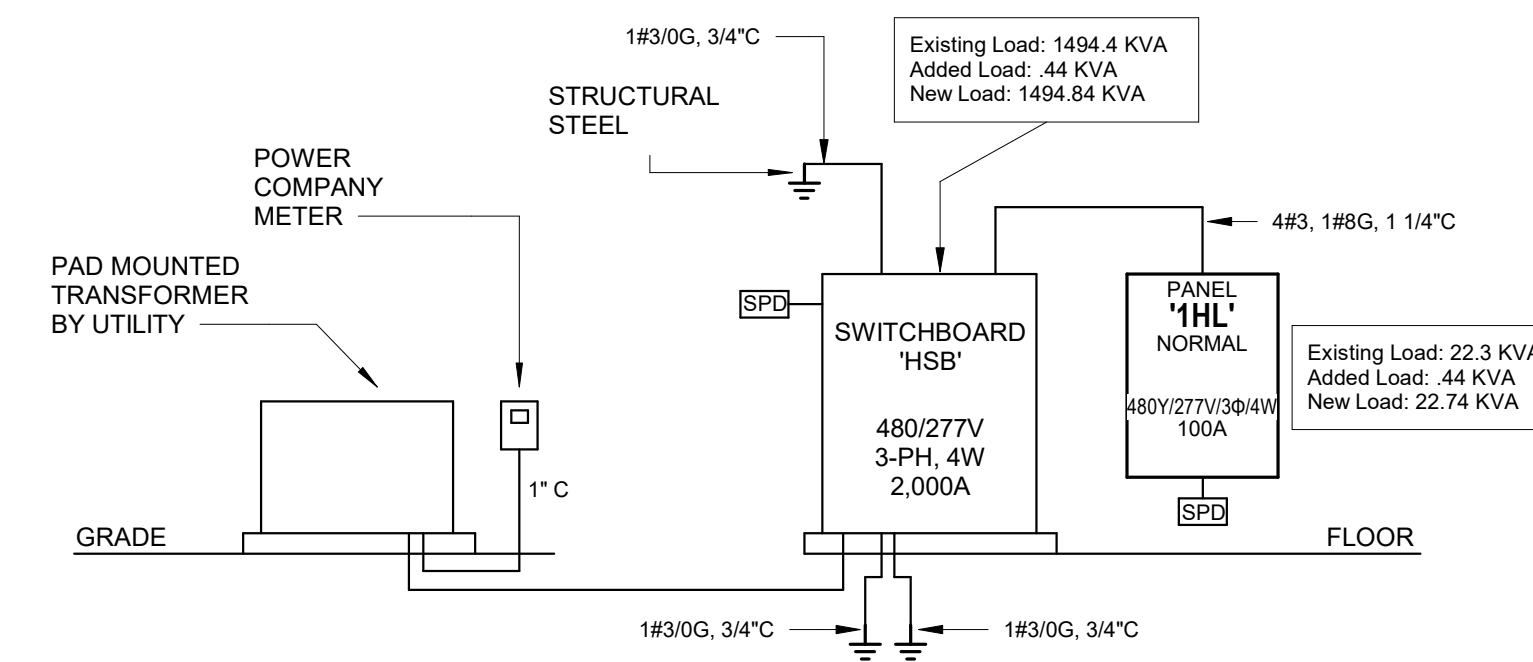 1#3/0G, 3/4"C
Existing Load: 1494.4 KVA
Added Load: .44 KVA
New Load: 1494.84 KVA
STRUCTURAL
STEEL
POWER
COMPANY
METER
4#3, 1#8G, 1 1/4"C
PAD MOUNTED
TRANSFORMER
BY UTILITY
SPD
SWITCHBOARD
'HSB'
480/277V
3-PH, 4W
2,000A
PANEL
'1HL'
NORMAL
480Y/277V/3Φ/4W
100A
Existing Load: 22.3 KVA
Added Load: .44 KVA
New Load: 22.74 KVA
1" C
SPD
GRADE
FLOOR
1#3/0G, 3/4"C
1#3/0G, 3/4"C